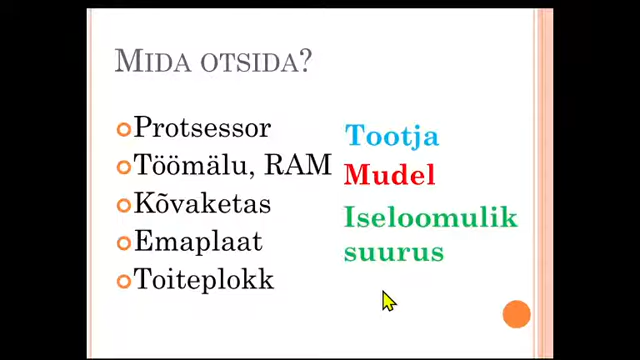 MIDA OTSIDA?
Protsessor
Töömälu, RAM
Kõvaketas
Emaplaat
Toiteplokk
Tootja
Mudel
Iseloomulik
suurus